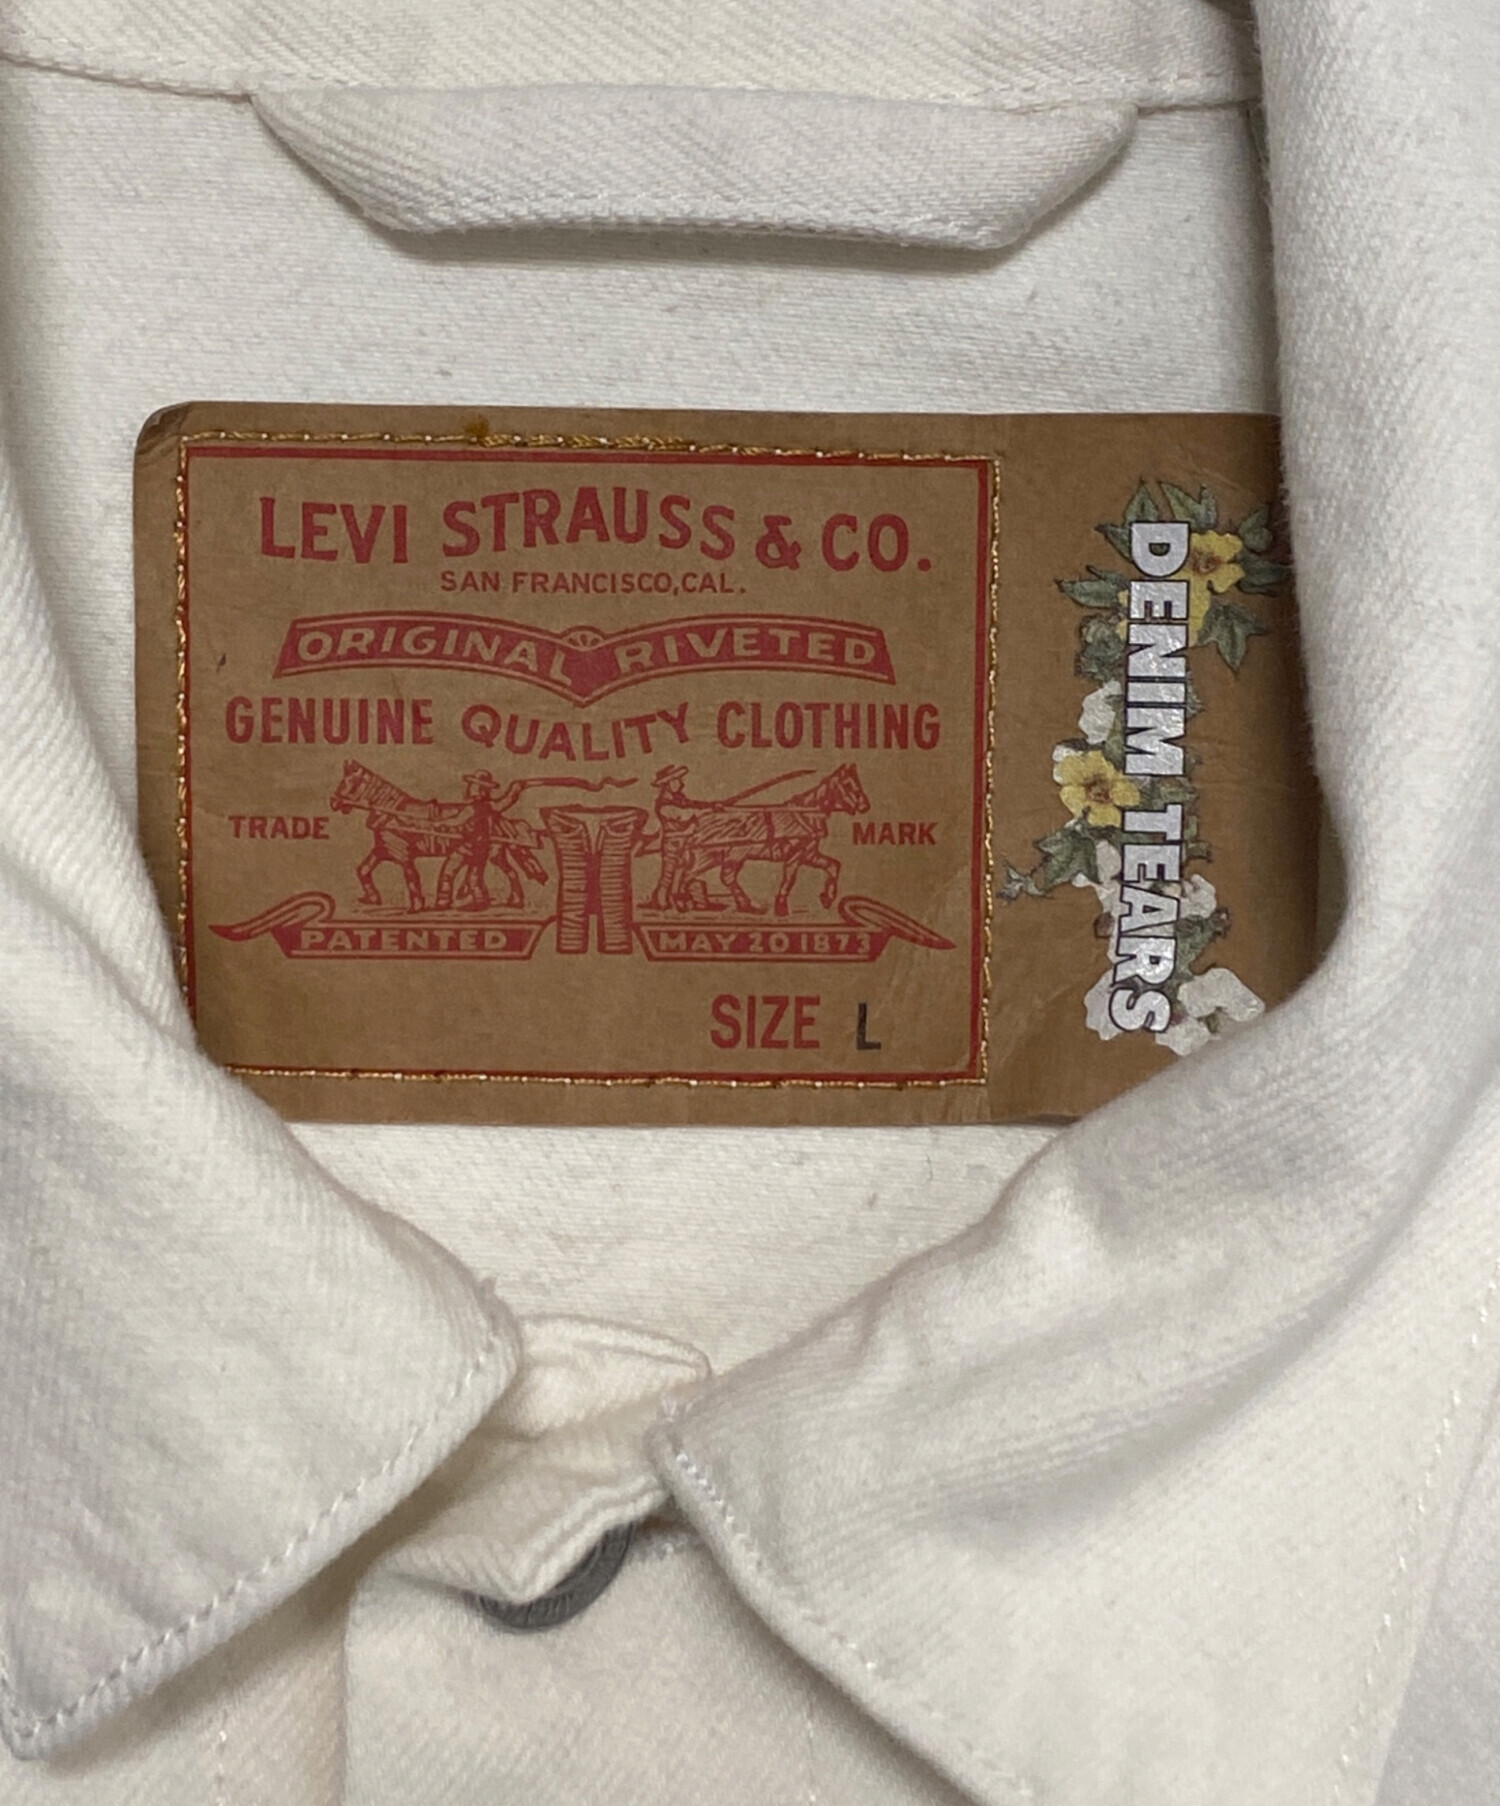 LEVI STRAUSS & CO.
SAN FRANCISCO, CAL.
ORIGINAL RIVETED
GENUINE QUALITY CLOTHING
TRADE MARK
PATENTED MAY 20 1873
SIZE L
DENIM TEARS